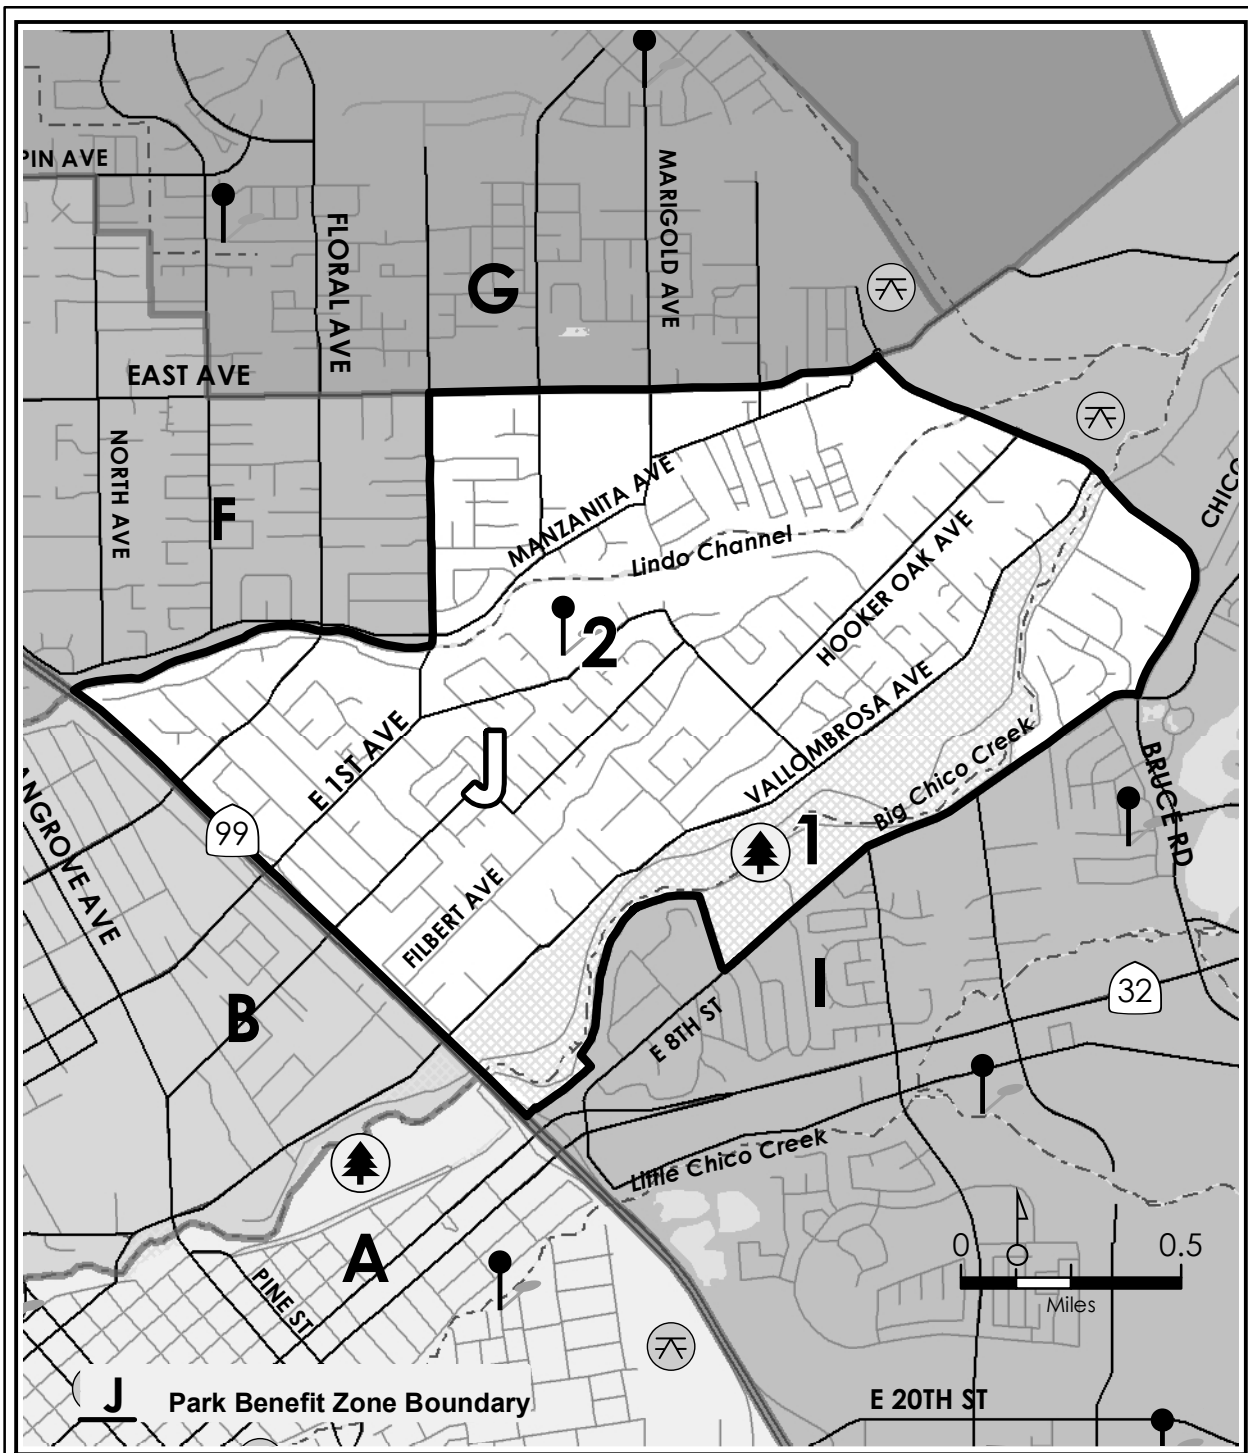 PIN AVE
MARIGOLD AVE
FLORAL AVE
G
EAST AVE
NORTH AVE
F
MANZANITA AVE
Lindo Channel
HOOKER OAK AVE
CHICO
2
E 1ST AVE
J
VALLOMBROSA AVE
Big Chico Creek
BRUCE RD
ANGROVE AVE
99
1
FILBERT AVE
I
32
B
E 8TH ST
Little Chico Creek
A
PINE ST
0 0.5
Miles
J Park Benefit Zone Boundary
E 20TH ST